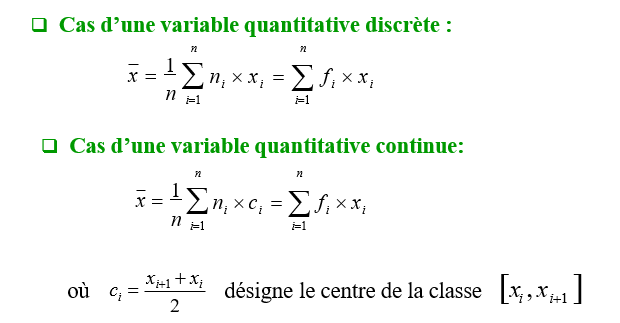 ❑ Cas d’une variable quantitative discrète :
x̄ = 1/n ∑_{i=1}^{n} n_i × x_i = ∑_{i=1}^{n} f_i × x_i
❑ Cas d’une variable quantitative continue:
x̄ = 1/n ∑_{i=1}^{n} n_i × c_i = ∑_{i=1}^{n} f_i × x_i
où c_i = (x_{i+1} + x_i)/2 désigne le centre de la classe [x_i, x_{i+1}]